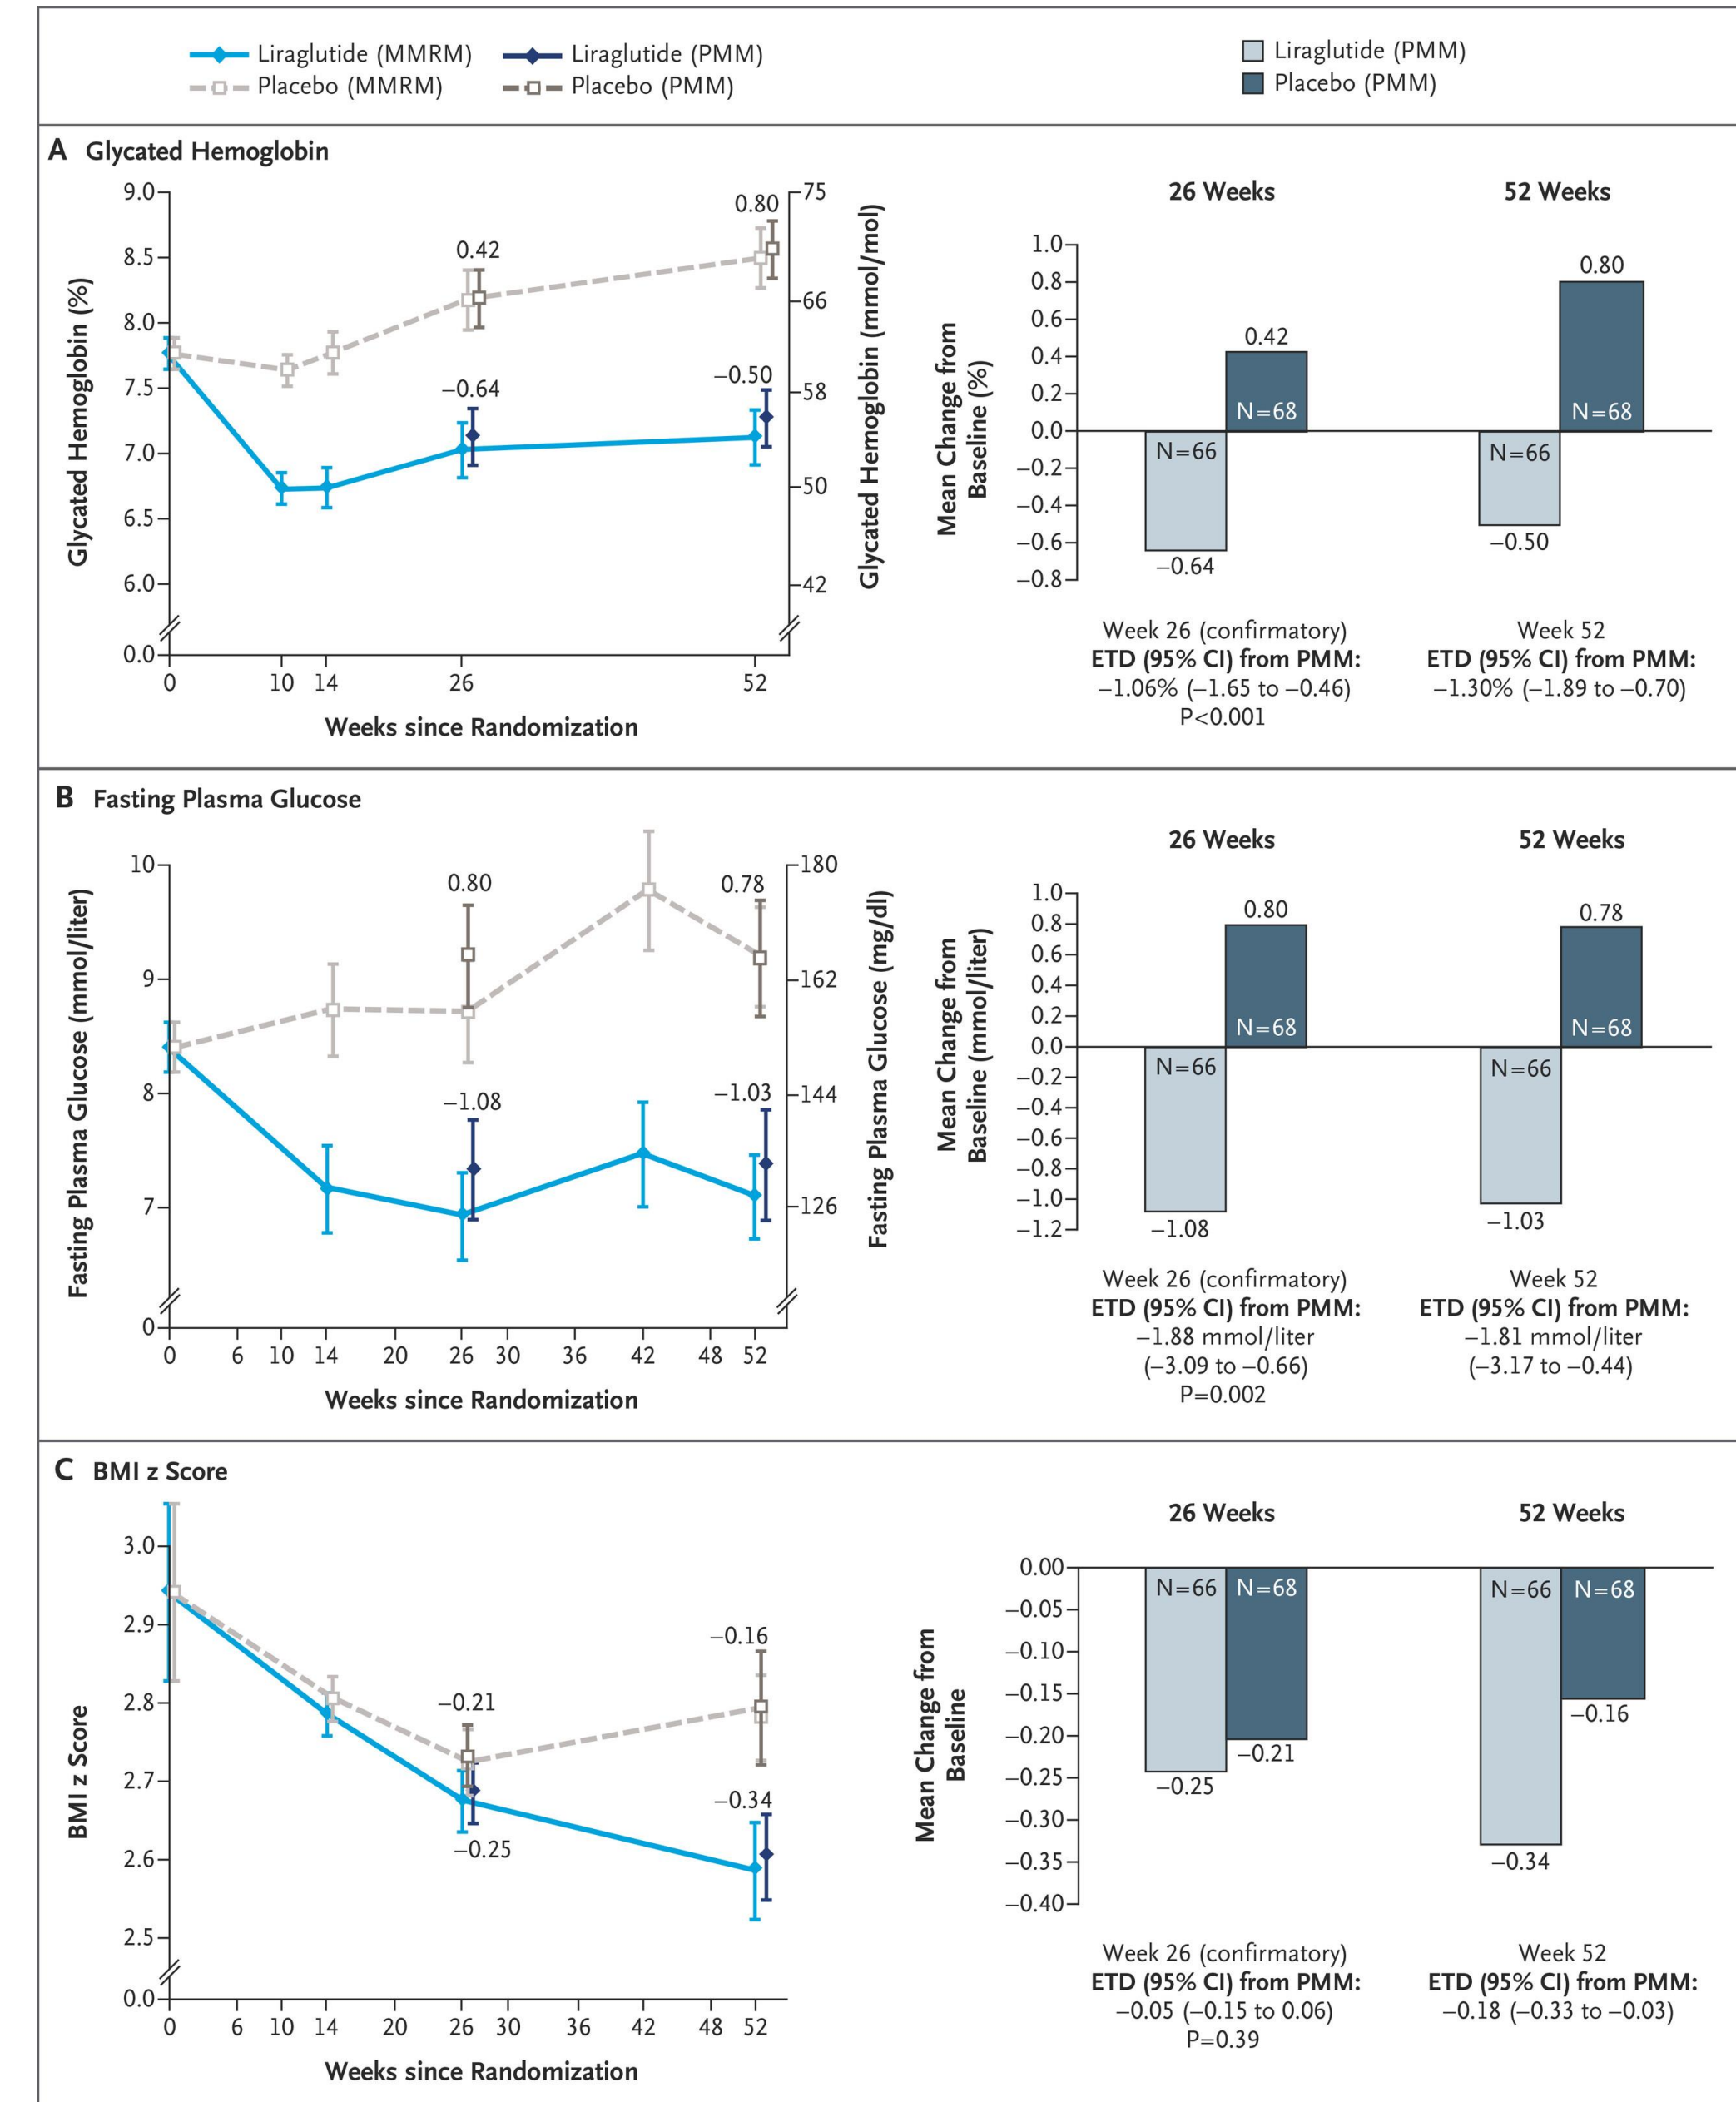 Liraglutide (MMRM) Liraglutide (PMM)
Placebo (MMRM) Placebo (PMM)
Liraglutide (PMM)
Placebo (PMM)
A Glycated Hemoglobin
Glycated Hemoglobin (%)
9.0
8.5
8.0
7.5
7.0
6.5
6.0
0.0
0.42
0.80
−0.64
−0.50
75
66
58
50
42
Glycated Hemoglobin (mmol/mol)
0 10 14 26 52
Weeks since Randomization
26 Weeks 52 Weeks
Mean Change from
Baseline (%)
1.0
0.8
0.6
0.4
0.2
0.0
−0.2
−0.4
−0.6
−0.8
0.42
N=68
N=66
−0.64
0.80
N=68
N=66
−0.50
Week 26 (confirmatory)
ETD (95% CI) from PMM:
−1.06% (−1.65 to −0.46)
P<0.001
Week 52
ETD (95% CI) from PMM:
−1.30% (−1.89 to −0.70)
B Fasting Plasma Glucose
Fasting Plasma Glucose (mmol/liter)
10
9
8
7
0
0.80
0.78
−1.08
−1.03
180
162
144
126
Fasting Plasma Glucose (mg/dl)
0 6 10 14 20 26 30 36 42 48 52
Weeks since Randomization
26 Weeks 52 Weeks
Mean Change from
Baseline (mmol/liter)
1.0
0.8
0.6
0.4
0.2
0.0
−0.2
−0.4
−0.6
−0.8
−1.0
−1.2
0.80
N=68
N=66
−1.08
0.78
N=68
N=66
−1.03
Week 26 (confirmatory)
ETD (95% CI) from PMM:
−1.88 mmol/liter
(−3.09 to −0.66)
P=0.002
Week 52
ETD (95% CI) from PMM:
−1.81 mmol/liter
(−3.17 to −0.44)
C BMI z Score
BMI z Score
3.0
2.9
2.8
2.7
2.6
2.5
0.0
−0.21
−0.16
−0.25
−0.34
0 6 10 14 20 26 30 36 42 48 52
Weeks since Randomization
26 Weeks 52 Weeks
Mean Change from
Baseline
0.00
−0.05
−0.10
−0.15
−0.20
−0.25
−0.30
−0.35
−0.40
N=66 N=68
−0.21
−0.25
N=66 N=68
−0.16
−0.34
Week 26 (confirmatory)
ETD (95% CI) from PMM:
−0.05 (−0.15 to 0.06)
P=0.39
Week 52
ETD (95% CI) from PMM:
−0.18 (−0.33 to −0.03)